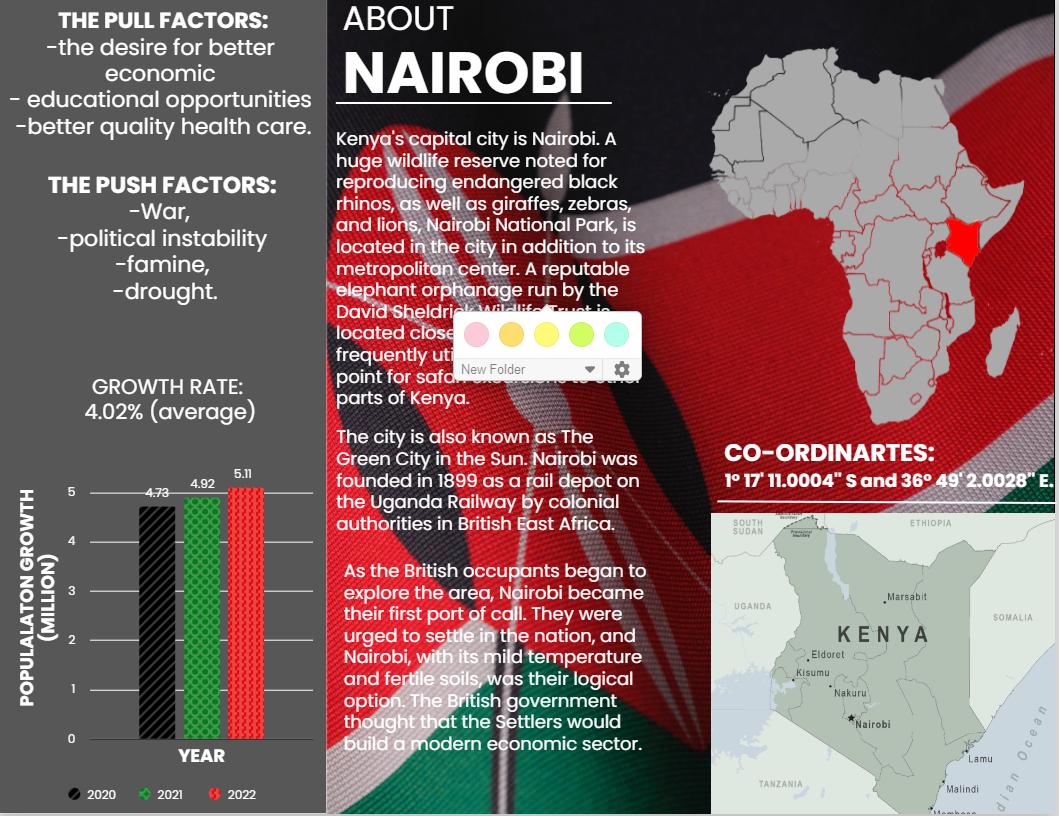 THE PULL FACTORS:
-the desire for better
economic
- educational opportunities
-better quality health care.
THE PUSH FACTORS:
-War,
-political instability
-famine,
-drought.
GROWTH RATE:
4.02% (average)
POPULALATON GROWTH
(MILLION)
5
4
3
2
1
0
4.73
4.92
5.11
YEAR
2020
2021
2022
ABOUT
NAIROBI
Kenya's capital city is Nairobi. A
huge wildlife reserve noted for
reproducing endangered black
rhinos, as well as giraffes, zebras,
and lions, Nairobi National Park, is
located in the city in addition to its
metropolitan center. A reputable
elephant orphanage run by the
David Sheldrick Wildlife Trust is
located close
frequently
point for safari excursions to other
parts of Kenya.
New Folder
The city is also known as The
Green City in the Sun. Nairobi was
founded in 1899 as a rail depot on
the Uganda Railway by colonial
authorities in British East Africa.
As the British occupants began to
explore the area, Nairobi became
their first port of call. They were
urged to settle in the nation, and
Nairobi, with its mild temperature
and fertile soils, was their logical
option. The British government
thought that the Settlers would
build a modern economic sector.
CO-ORDINARTES:
1° 17' 11.0004" S and 36° 49' 2.0028" E.
SOUTH
SUDAN
ETHIOPIA
UGANDA
Marsabit
SOMALIA
KENYA
Eldoret
Kisumu
Nakuru
Nairobi
Lamu
TANZANIA
Malindi
dian Ocean